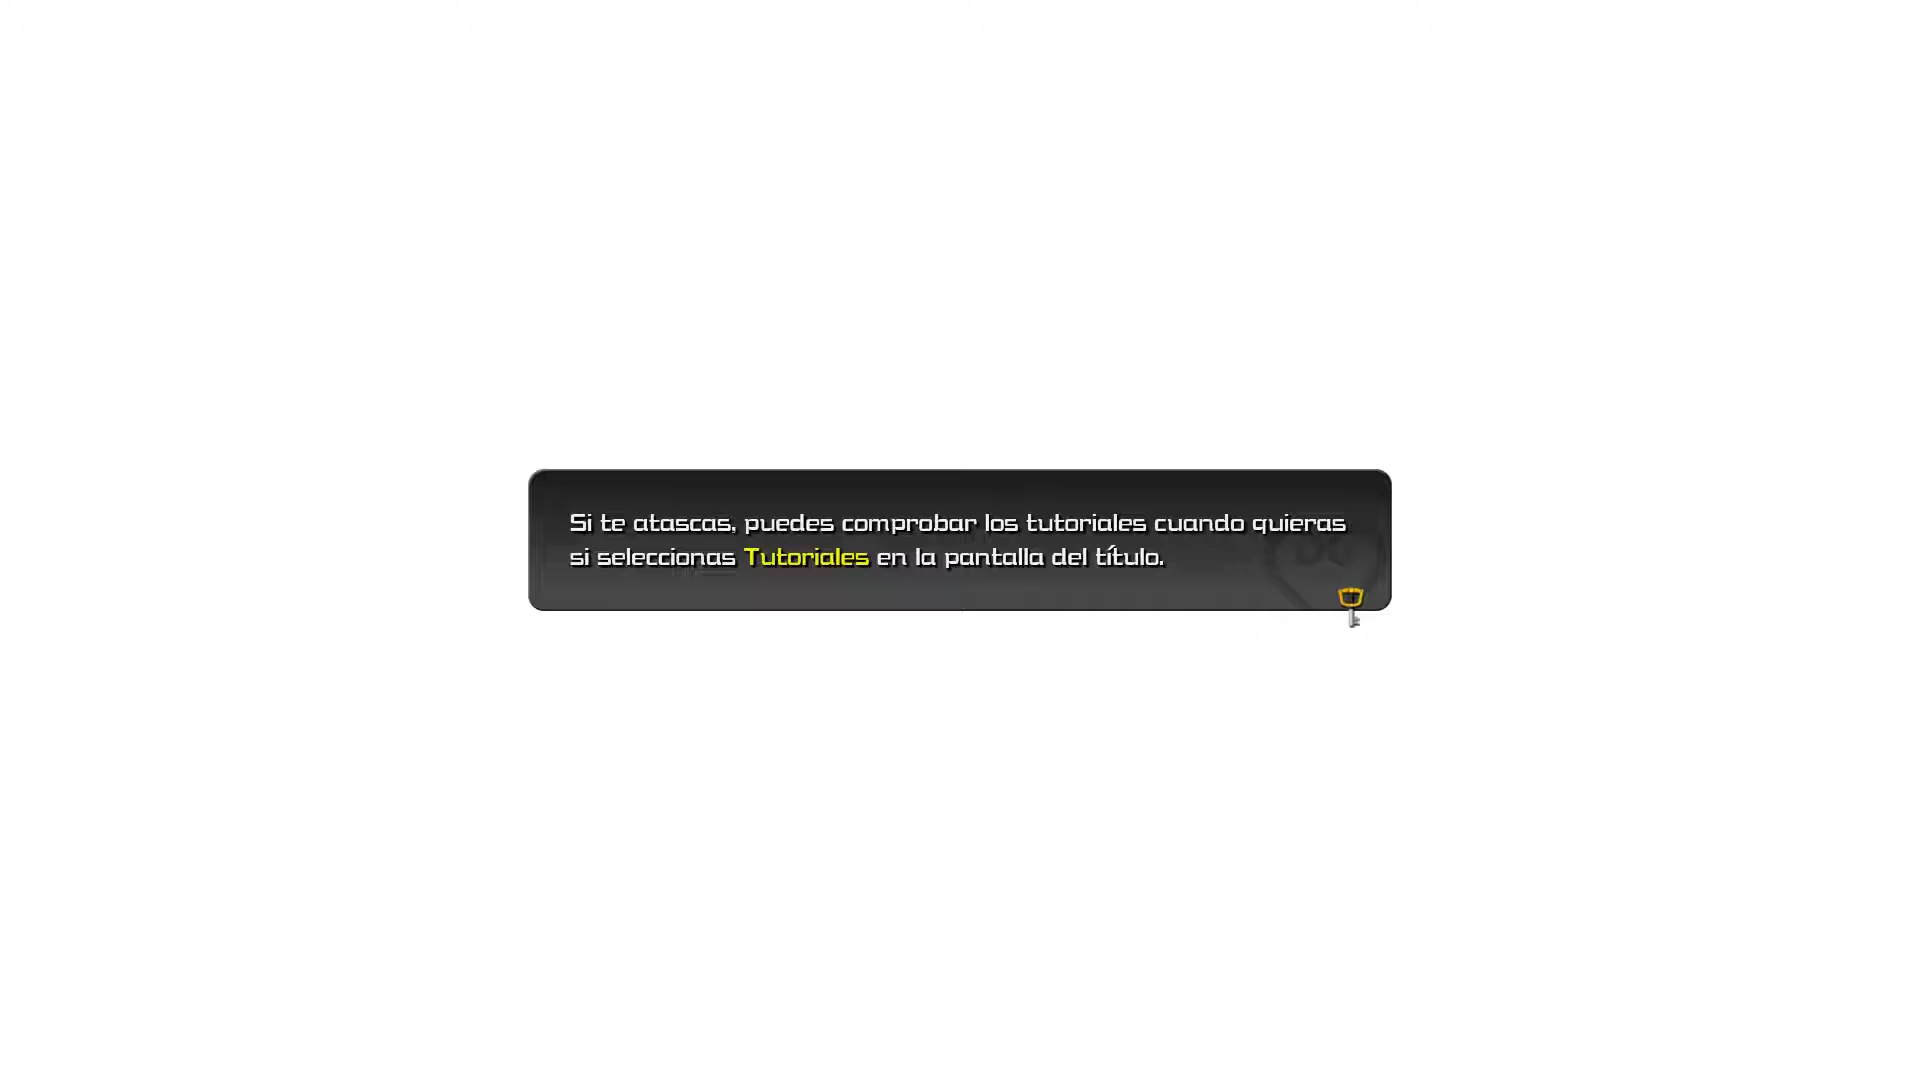 Si te atascas, puedes comprobar los tutoriales cuando quieras
si seleccionas Tutoriales en la pantalla del título.